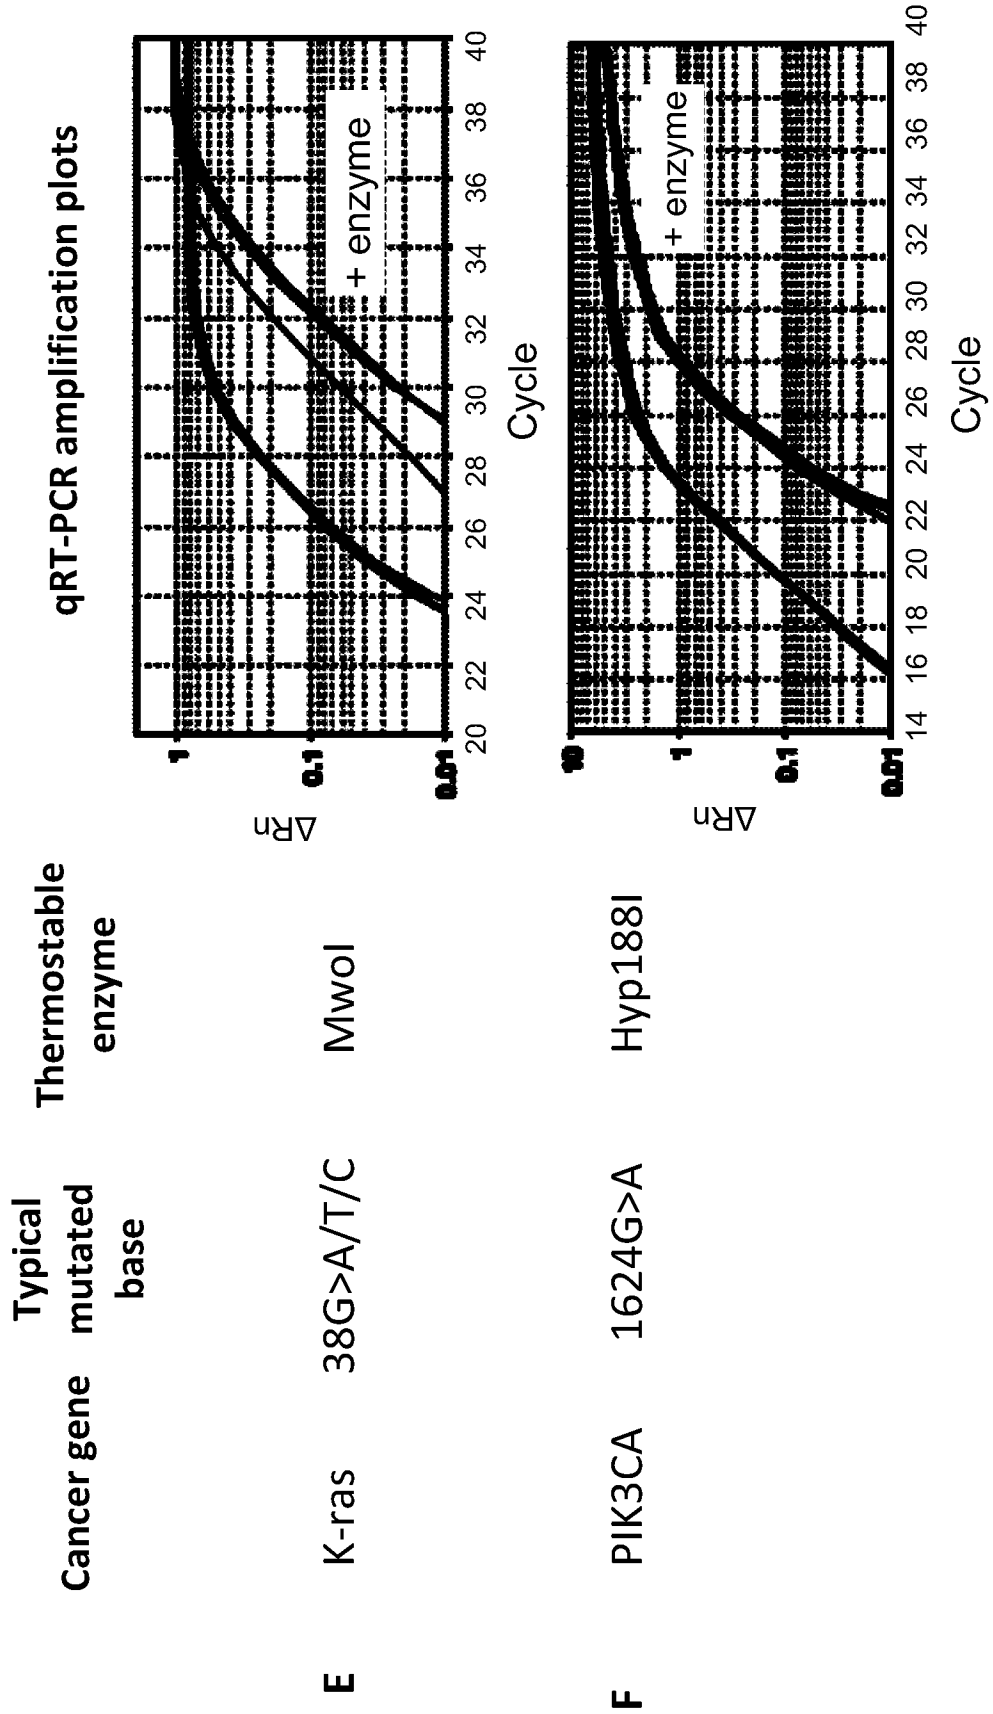 Cancer gene
Typical
mutated
base
Thermostable
enzyme
qRT-PCR amplification plots
E
K-ras
38G>A/T/C
MwoI
ΔRn
1
0.1
0.01
+ enzyme
20 22 24 26 28 30 32 34 36 38 40
Cycle
F
PIK3CA
1624G>A
Hyp188I
ΔRn
10
1
0.1
0.01
+ enzyme
14 16 18 20 22 24 26 28 30 32 34 36 38 40
Cycle